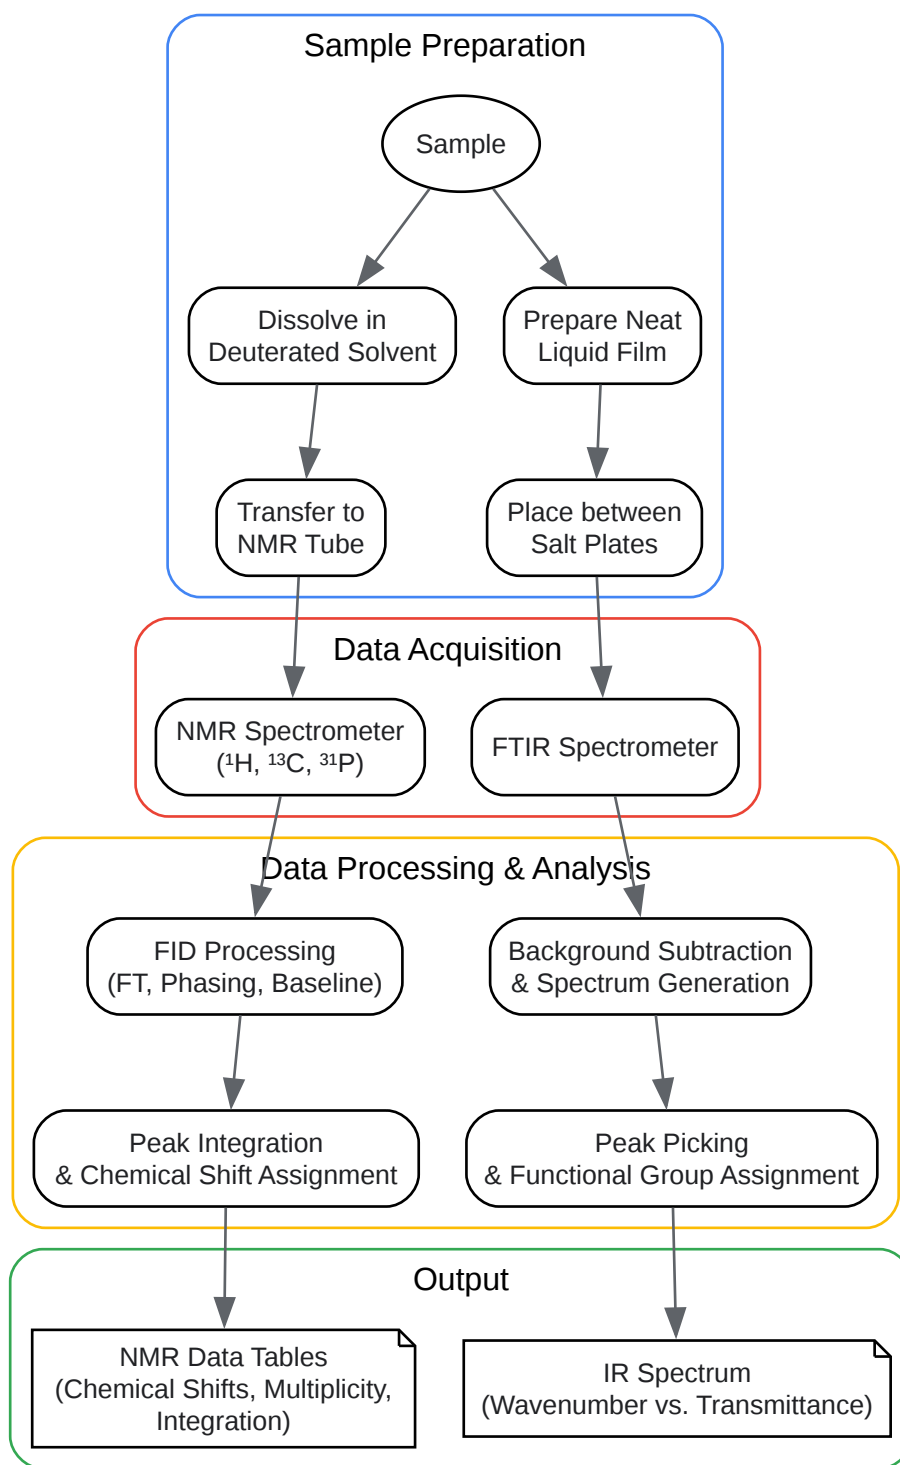 Sample Preparation
Sample
Dissolve in
Deuterated Solvent
Prepare Neat
Liquid Film
Transfer to
NMR Tube
Place between
Salt Plates
Data Acquisition
NMR Spectrometer
(¹H, ¹³C, ³¹P)
FTIR Spectrometer
Data Processing & Analysis
FID Processing
(FT, Phasing, Baseline)
Background Subtraction
& Spectrum Generation
Peak Integration
& Chemical Shift Assignment
Peak Picking
& Functional Group Assignment
Output
NMR Data Tables
(Chemical Shifts, Multiplicity,
Integration)
IR Spectrum
(Wavenumber vs. Transmittance)